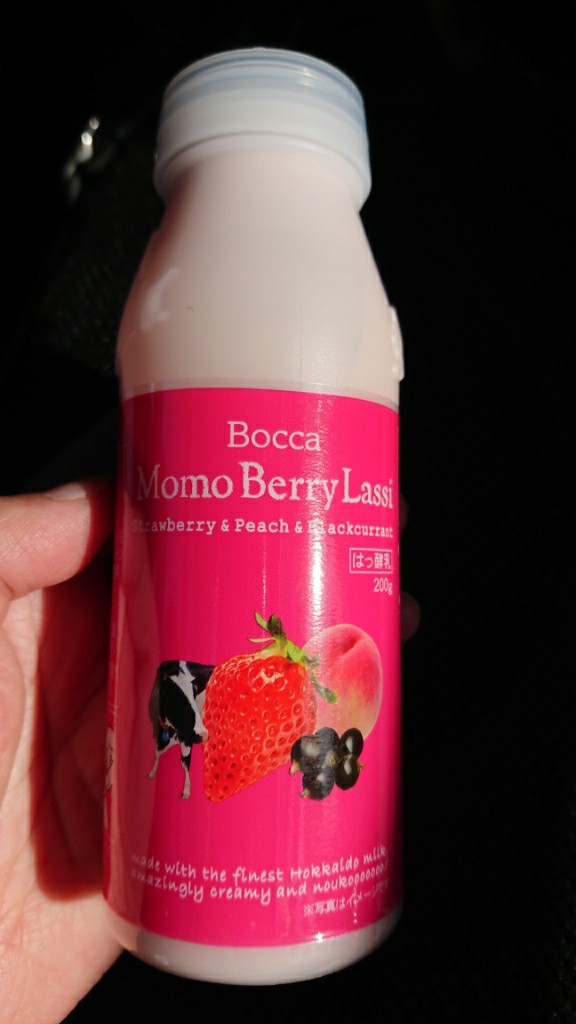 Bocca
Momo Berry Lassi
Strawberry & Peach & Blackcurrant
はっ酵乳
200g
made with the finest Hokkaido milk,
amazingly creamy and noukoooooo
※写真はイメージ